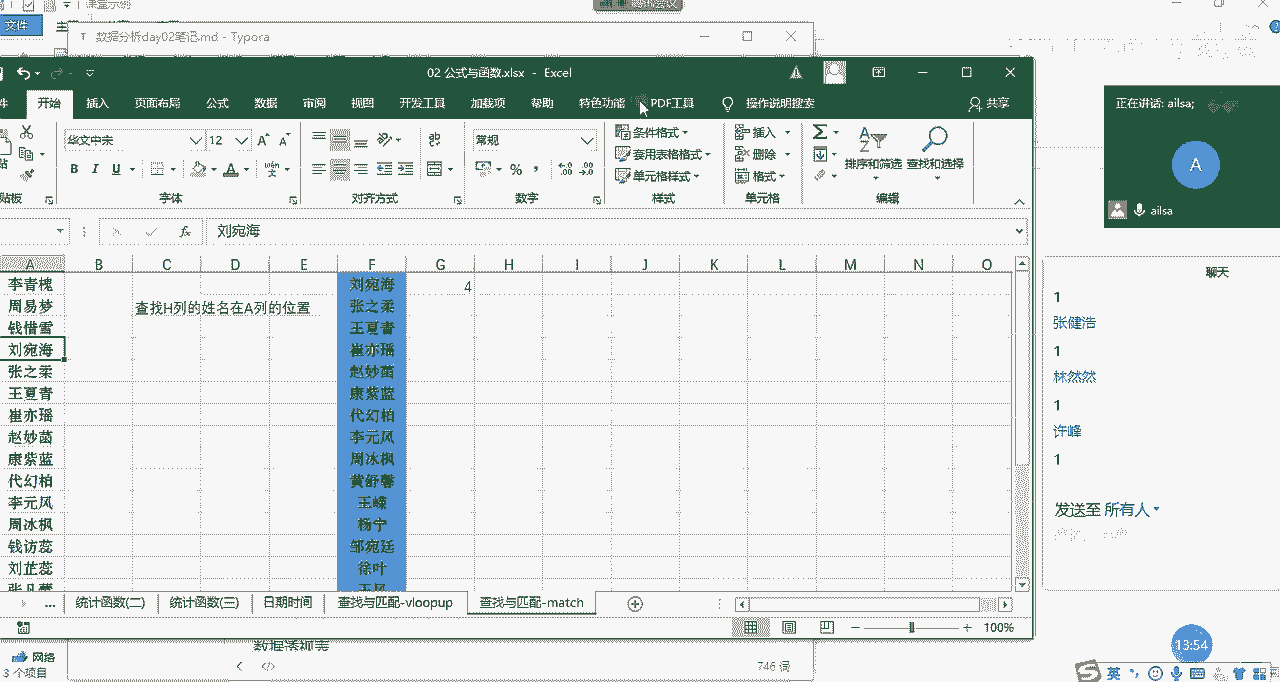 文件
数据分析day02笔记.md - Typora
02 公式与函数.xlsx - Excel
件 开始 插入 页面布局 公式 数据 审阅 视图 开发工具 加载项 帮助 特色功能 PDF工具 操作说明搜索 共享
华文中宋 12 常规
条件格式 套用表格格式 单元格样式
插入 删除 格式
排序和筛选 查找和选择
贴板 字体 对齐方式 数字 样式 单元格 编辑
刘宛海
A B C D E F G H I J K L M N O
李青槐 刘宛海 4
周易梦 查找H列的姓名在A列的位置 张之柔
钱惜雪 王夏青
刘宛海 崔亦瑶
张之柔 赵妙菡
王夏青 康紫蓝
崔亦瑶 代幻柏
赵妙菡 李元风
康紫蓝 周冰枫
代幻柏 黄舒馨
李元风 王嵘
周冰枫 杨宁
钱访蕊 邹宛廷
刘芷蕊 徐叶
... 统计函数(二) 统计函数(三) 日期时间 查找与匹配-vloopup 查找与匹配-match
100%
数据透视表
746 词
网络
3 个项目
正在讲话: ailsa;
A
ailsa
聊天
1
张健浩
1
林然然
1
许峰
1
发送至 所有人
13:54
英